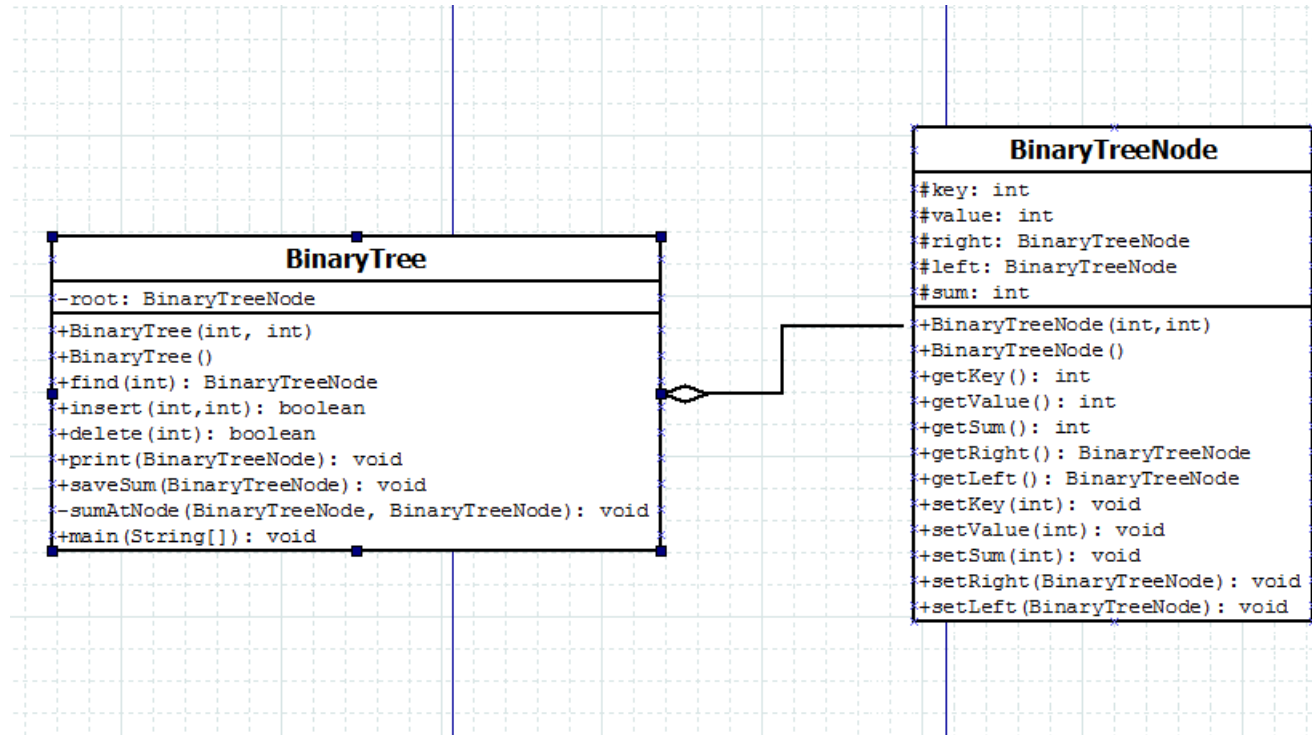 BinaryTree
-root: BinaryTreeNode
+BinaryTree(int, int)
+BinaryTree()
+find(int): BinaryTreeNode
+insert(int,int): boolean
+delete(int): boolean
+print(BinaryTreeNode): void
+saveSum(BinaryTreeNode): void
-sumAtNode(BinaryTreeNode, BinaryTreeNode): void
+main(String[]): void
BinaryTreeNode
#key: int
#value: int
#right: BinaryTreeNode
#left: BinaryTreeNode
#sum: int
+BinaryTreeNode(int,int)
+BinaryTreeNode()
+getKey(): int
+getValue(): int
+getSum(): int
+getRight(): BinaryTreeNode
+getLeft(): BinaryTreeNode
+setKey(int): void
+setValue(int): void
+setSum(int): void
+setRight(BinaryTreeNode): void
+setLeft(BinaryTreeNode): void